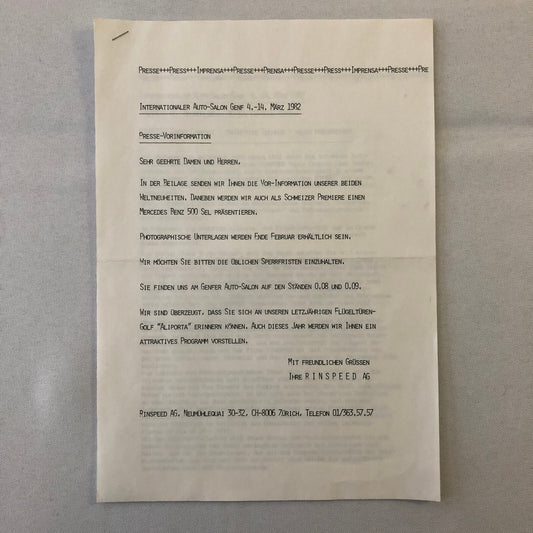 PRESSE+++PRESS+++IMPRENSA+++PRESSE+++PRENSA+++PRESSE+++PRESS+++IMPRENSA+++PRESSE+++PRE
INTERNATIONALER AUTO-SALON GENF 4.-14. MÄRZ 1982
PRESSE-VORINFORMATION
SEHR GEEHRTE DAMEN UND HERREN,
IN DER BEILAGE SENDEN WIR IHNEN DIE VOR-INFORMATION UNSERER BEIDEN
WELTNEUHEITEN. DANEBEN WERDEN WIR AUCH ALS SCHWEIZER PREMIERE EINEN
MERCEDES BENZ 500 SEL PRÄSENTIEREN.
PHOTOGRAPHISCHE UNTERLAGEN WERDEN ENDE FEBRUAR ERHÄLTLICH SEIN.
WIR MÖCHTEN SIE BITTEN DIE ÜBLICHEN SPERRFRISTEN EINZUHALTEN.
SIE FINDEN UNS AM GENFER AUTO-SALON AUF DEN STÄNDEN 0.08 UND 0.09.
WIR SIND ÜBERZEUGT, DASS SIE SICH AN UNSEREN LETZJÄHRIGEN FLÜGELTÜREN-
GOLF "ALIPORTA" ERINNERN KÖNNEN. AUCH DIESES JAHR WERDEN WIR IHNEN EIN
ATTRAKTIVES PROGRAMM VORSTELLEN.
MIT FREUNDLICHEN GRÜSSEN
IHRE R I N S P E E D AG
RINSPEED AG, NEUMÜHLEQUAI 30-32, CH-8006 ZÜRICH, TELEFON 01/363.57.57